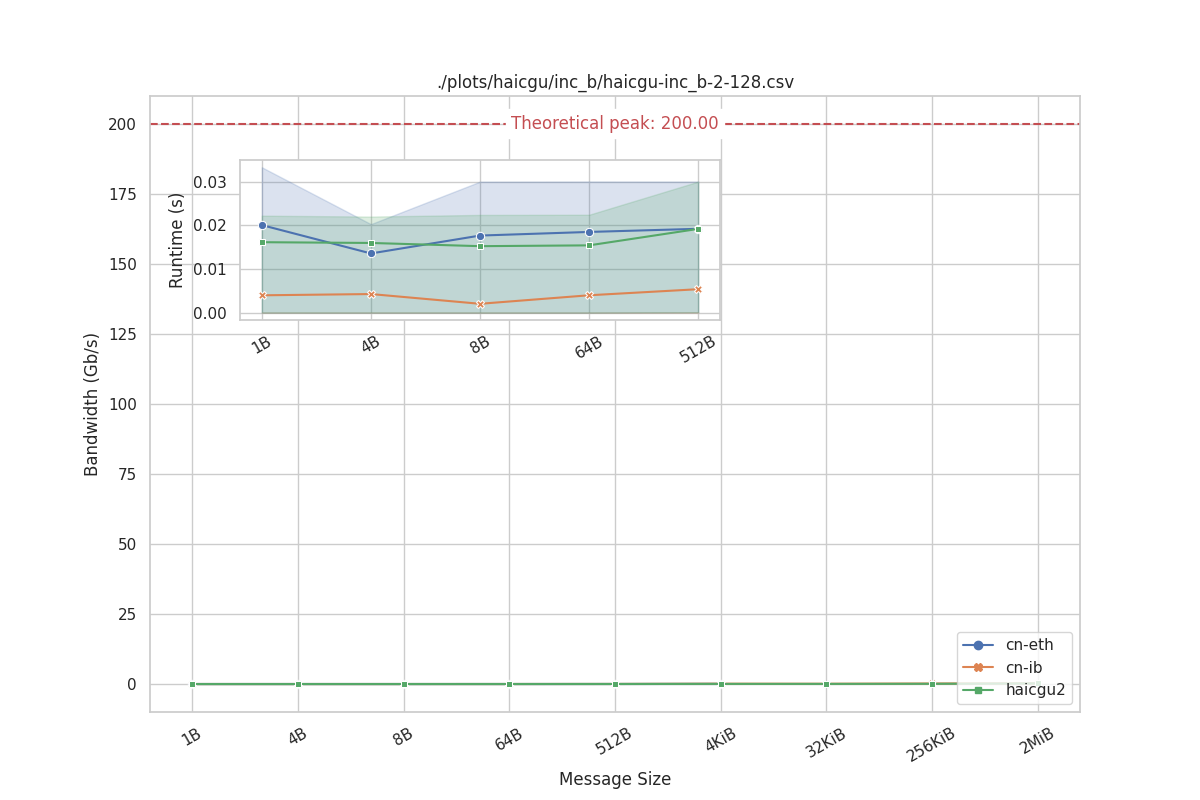 ./plots/haicgu/inc_b/haicgu-inc_b-2-128.csv
Theoretical peak: 200.00
Bandwidth (Gb/s)
200
175
150
125
100
75
50
25
0
Runtime (s)
0.03
0.02
0.01
0.00
1B 4B 8B 64B 512B
cn-eth
cn-ib
haicgu2
1B 4B 8B 64B 512B 4KiB 32KiB 256KiB 2MiB
Message Size